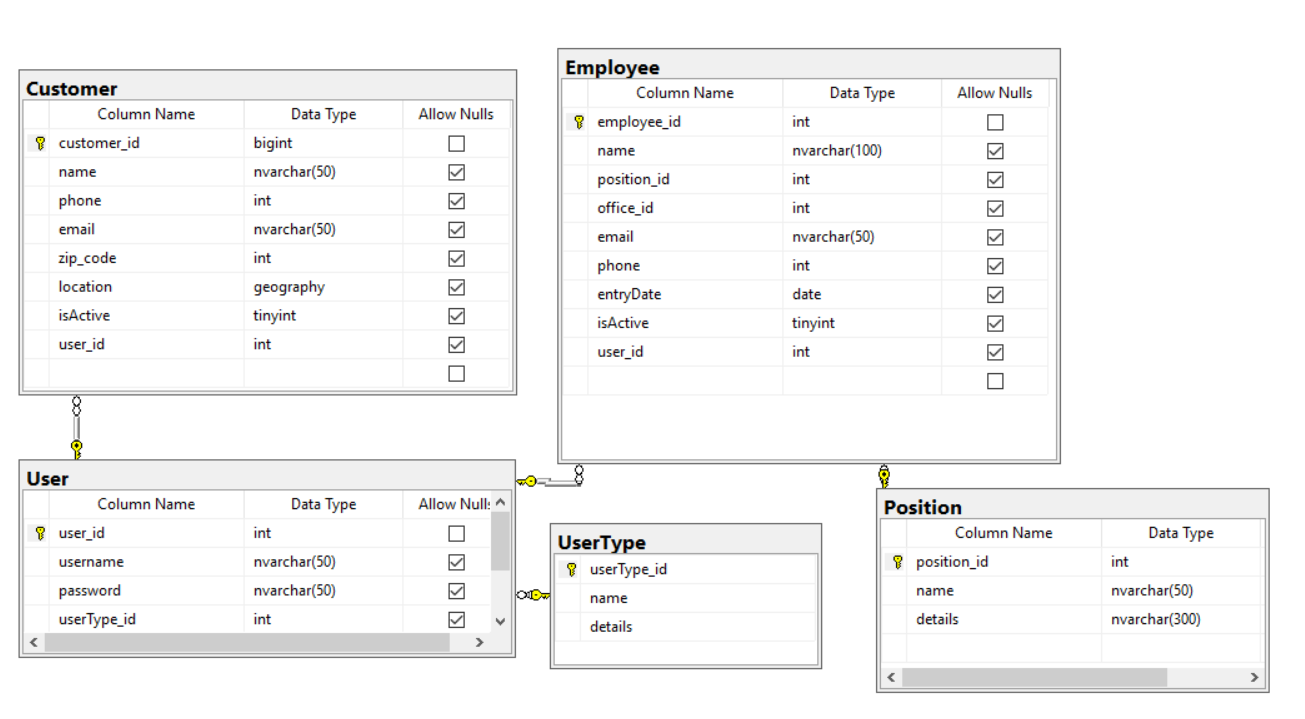 Customer
Column Name Data Type Allow Nulls
customer_id bigint
name nvarchar(50)
phone int
email nvarchar(50)
zip_code int
location geography
isActive tinyint
user_id int
Employee
Column Name Data Type Allow Nulls
employee_id int
name nvarchar(100)
position_id int
office_id int
email nvarchar(50)
phone int
entryDate date
isActive tinyint
user_id int
User
Column Name Data Type Allow Nulls
user_id int
username nvarchar(50)
password nvarchar(50)
userType_id int
UserType
userType_id
name
details
Position
Column Name Data Type
position_id int
name nvarchar(50)
details nvarchar(300)